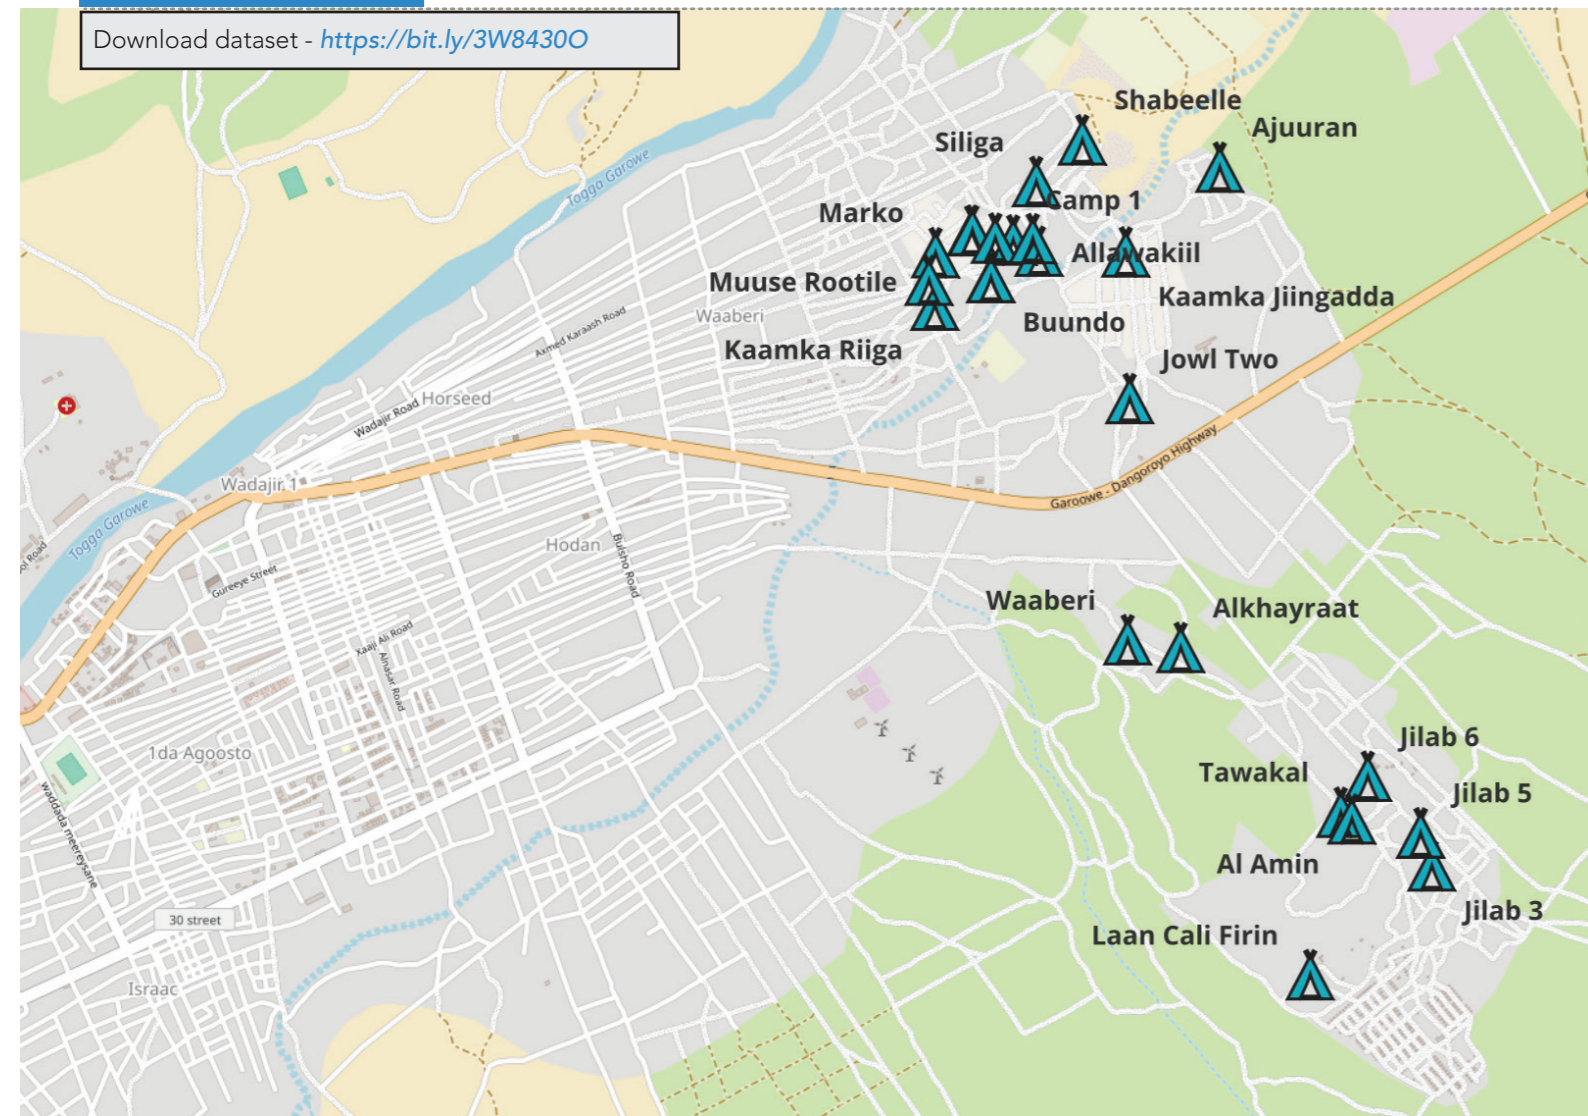 Download dataset - https://bit.ly/3W8430O
Shabeelle
Ajuuran
Siliga
Togga Garowe
Camp 1
Marko
Allawakiil
Muuse Rootile
Kaamka Jiingadda
Waaberi
Axmed Karaash Road
Buundo
Kaamka Riiga
Jowl Two
Horseed
Wadajir Road
Garoowe - Dangoroyo Highway
Wadajir 1
Togga Garowe
Hodan
Bulsho Road
Gureeye Street
Waaberi
Alkhayraat
Xaaji Ali Road
Alnasar Road
1da Agoosto
Jilab 6
Tawakal
Jilab 5
waddada meereysane
Al Amin
Jilab 3
30 street
Laan Cali Firin
Israac